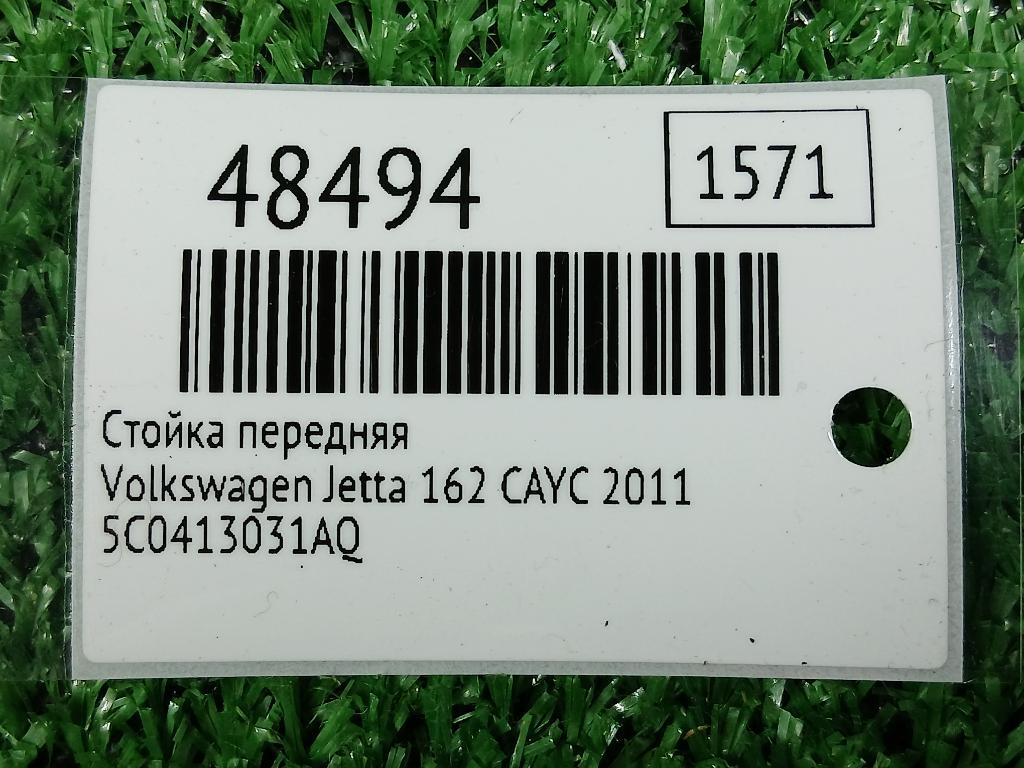 48494
1571
Стойка передняя
Volkswagen Jetta 162 CAYC 2011
5C0413031AQ